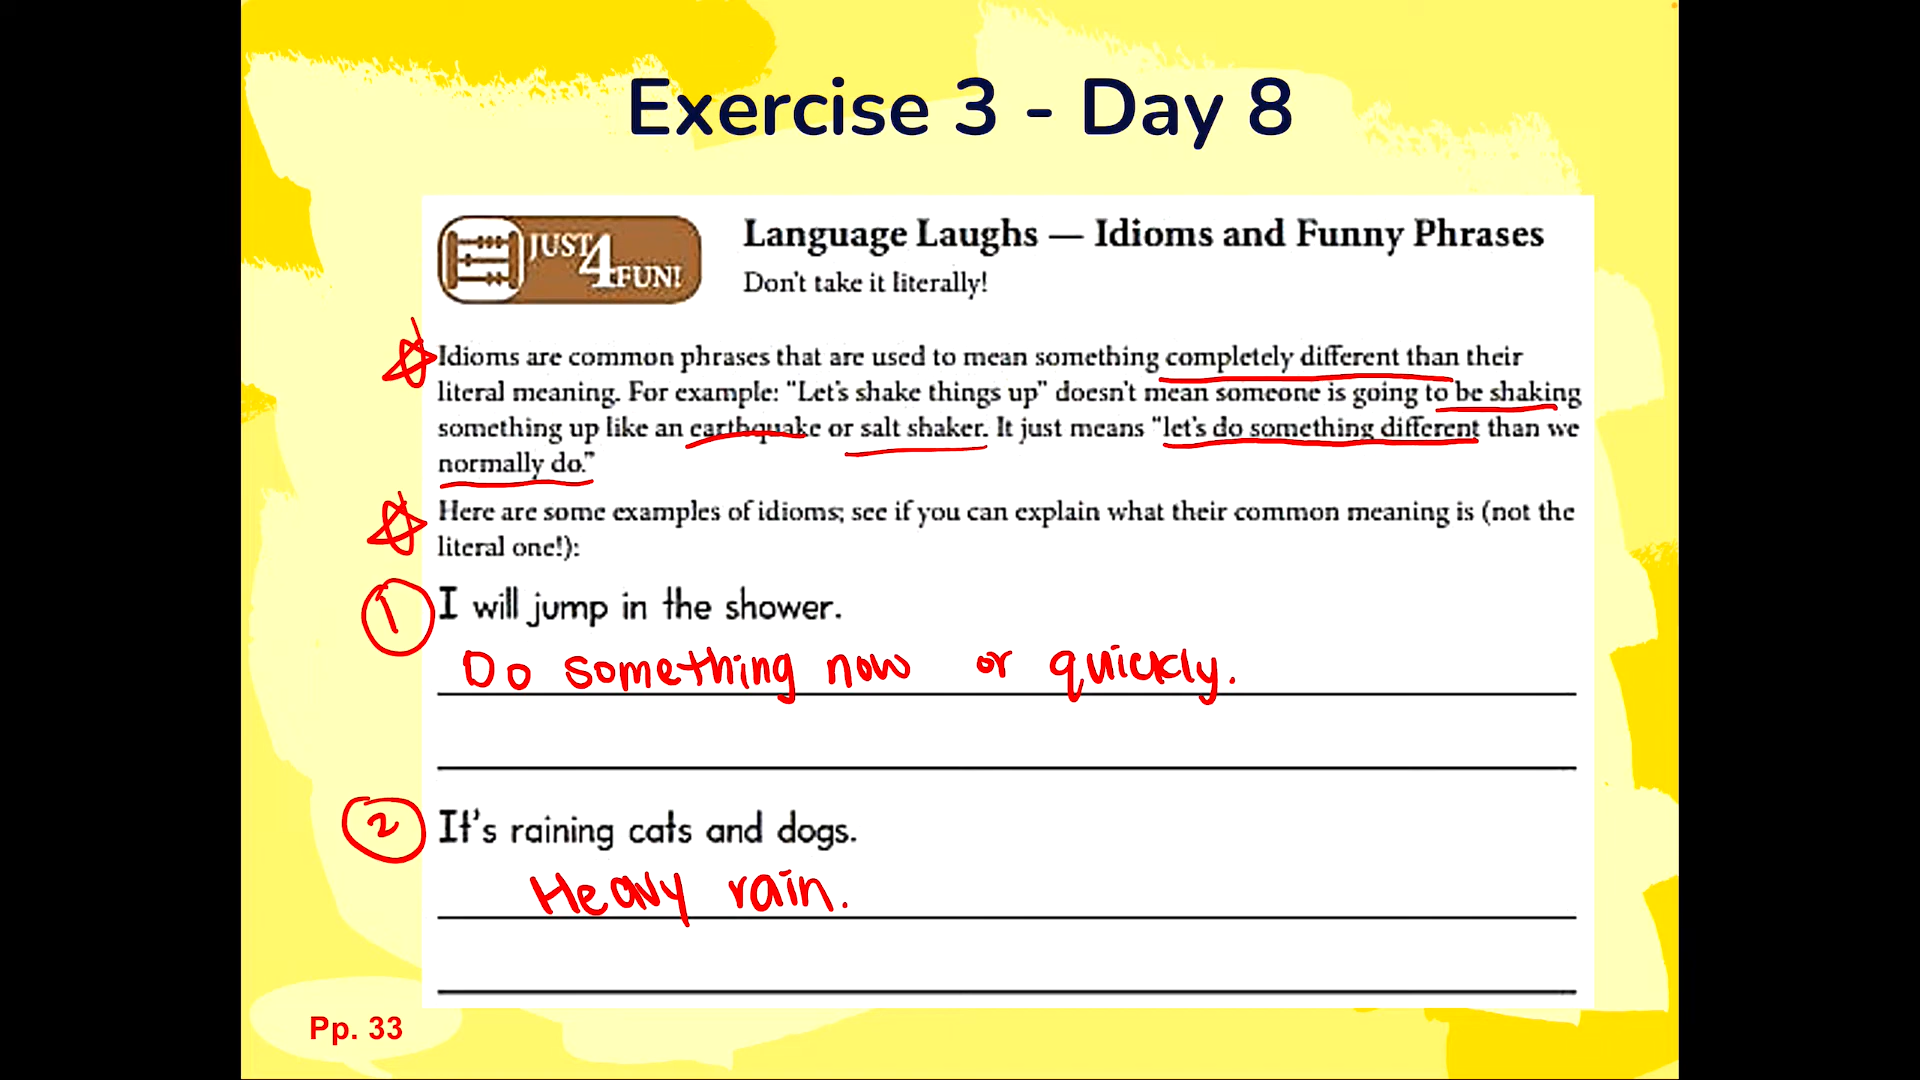 Exercise 3 - Day 8
JUST 4 FUN!
Language Laughs — Idioms and Funny Phrases
Don't take it literally!
Idioms are common phrases that are used to mean something completely different than their
literal meaning. For example: “Let's shake things up” doesn't mean someone is going to be shaking
something up like an earthquake or salt shaker. It just means “let's do something different than we
normally do.”
Here are some examples of idioms; see if you can explain what their common meaning is (not the
literal one!):
1 I will jump in the shower.
Do something now or quickly.
2 It's raining cats and dogs.
Heavy rain.
Pp. 33